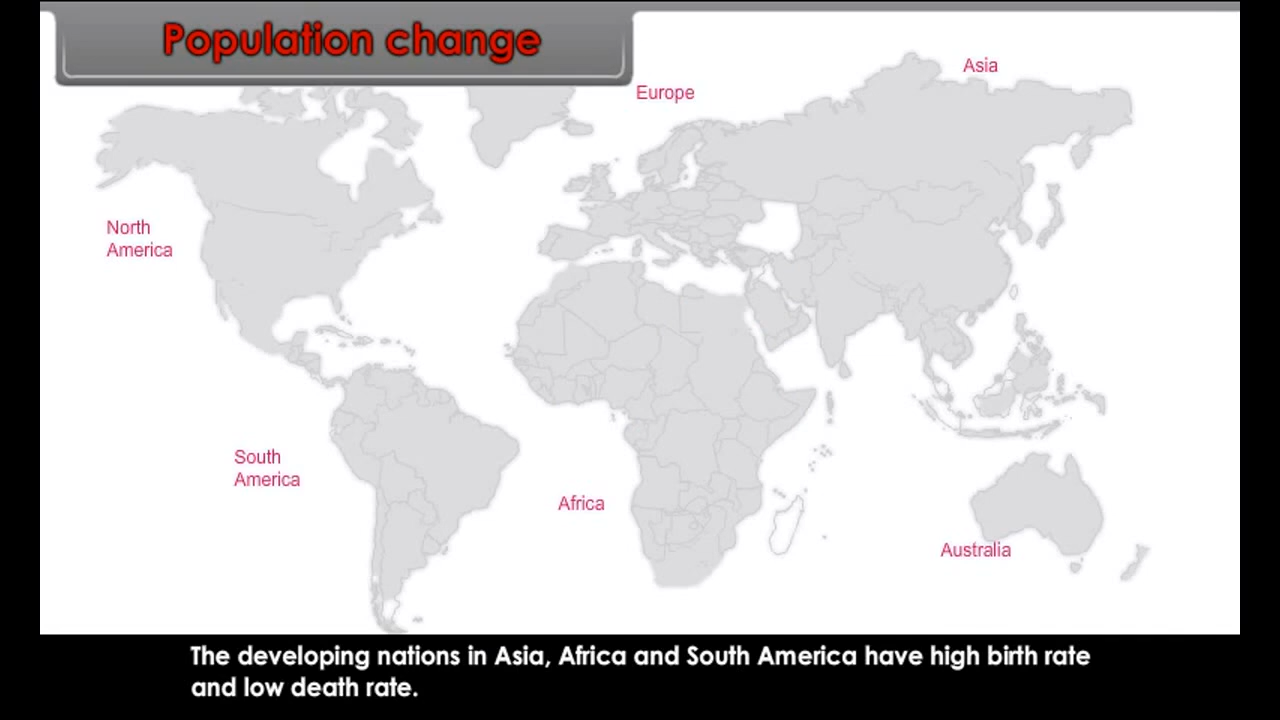 Population change
Asia
Europe
North
America
South
America
Africa
Australia
The developing nations in Asia, Africa and South America have high birth rate
and low death rate.